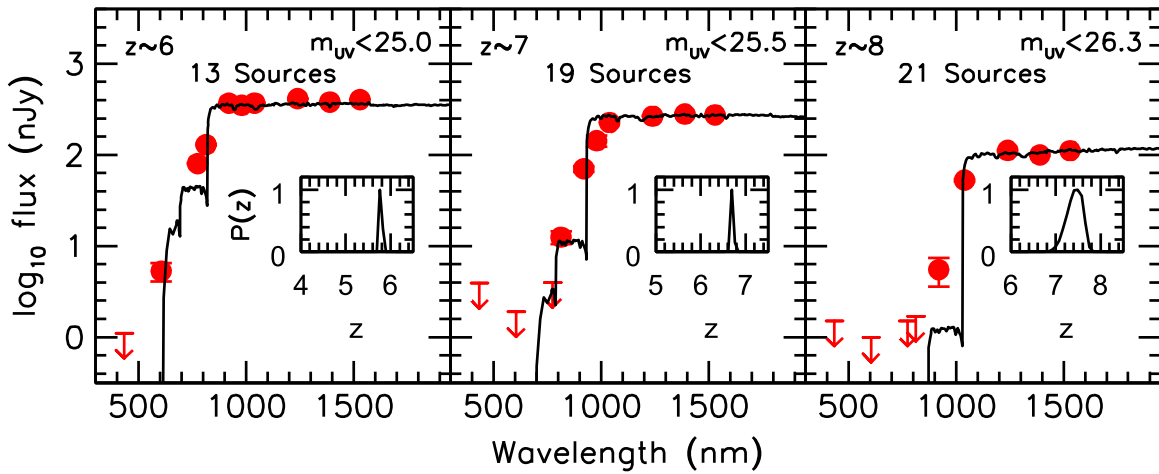 z~6 m_UV<25.0
13 Sources
z~7 m_UV<25.5
19 Sources
z~8 m_UV<26.3
21 Sources
log₁₀ flux (nJy)
3
2
1
0
P(z)
1
0
4 5 6
z
1
0
5 6 7
z
1
0
6 7 8
z
500 1000 1500
500 1000 1500
500 1000 1500
Wavelength (nm)